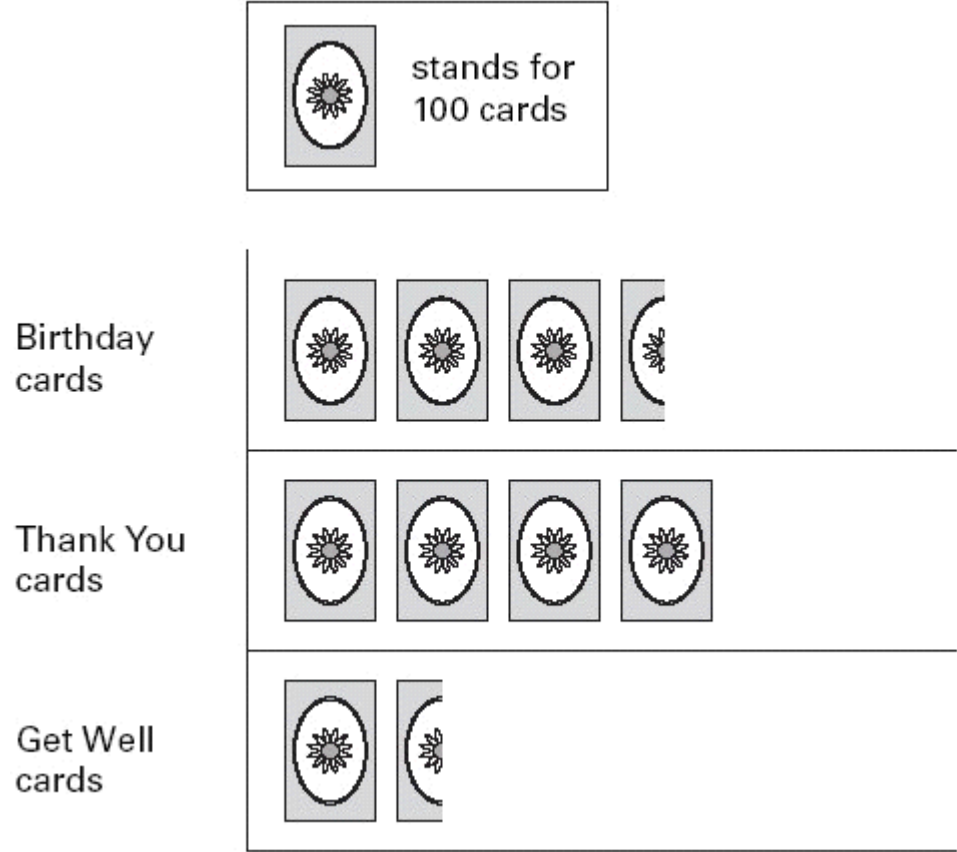 stands for
100 cards
Birthday
cards
Thank You
cards
Get Well
cards